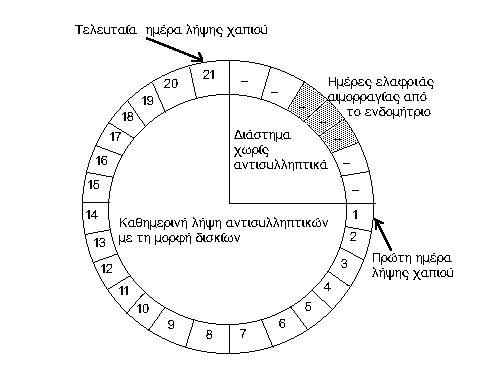 Τελευταία ημέρα λήψης χαπιού
Ημέρες ελαφριάς
αιμορραγίας από
το ενδομήτριο
Διάστημα
χωρίς
αντισυλληπτικά
Καθημερινή λήψη αντισυλληπτικών
με τη μορφή δισκίων
Πρώτη ημέρα
λήψης χαπιού
1
2
3
4
5
6
7
8
9
10
11
12
13
14
15
16
17
18
19
20
21
–
–
–
–
–
–
–